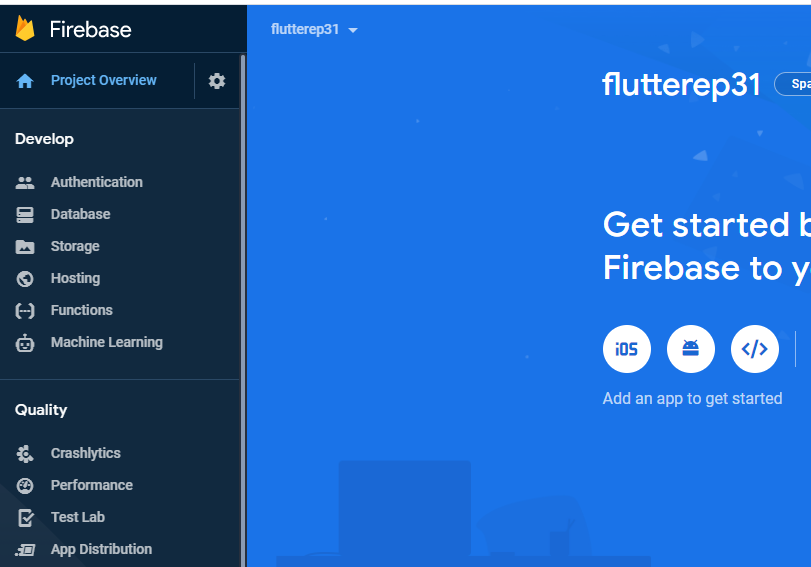 Firebase
Project Overview
Develop
Authentication
Database
Storage
Hosting
Functions
Machine Learning
Quality
Crashlytics
Performance
Test Lab
App Distribution
flutterep31
flutterep31
Spa
Get started b
Firebase to y
iOS
Add an app to get started